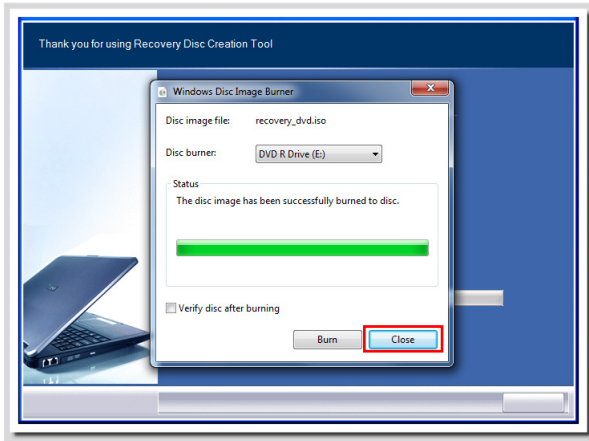 Thank you for using Recovery Disc Creation Tool
Windows Disc Image Burner
Disc image file: recovery_dvd.iso
Disc burner: DVD R Drive (E:)
Status
The disc image has been successfully burned to disc.
Verify disc after burning
Burn Close